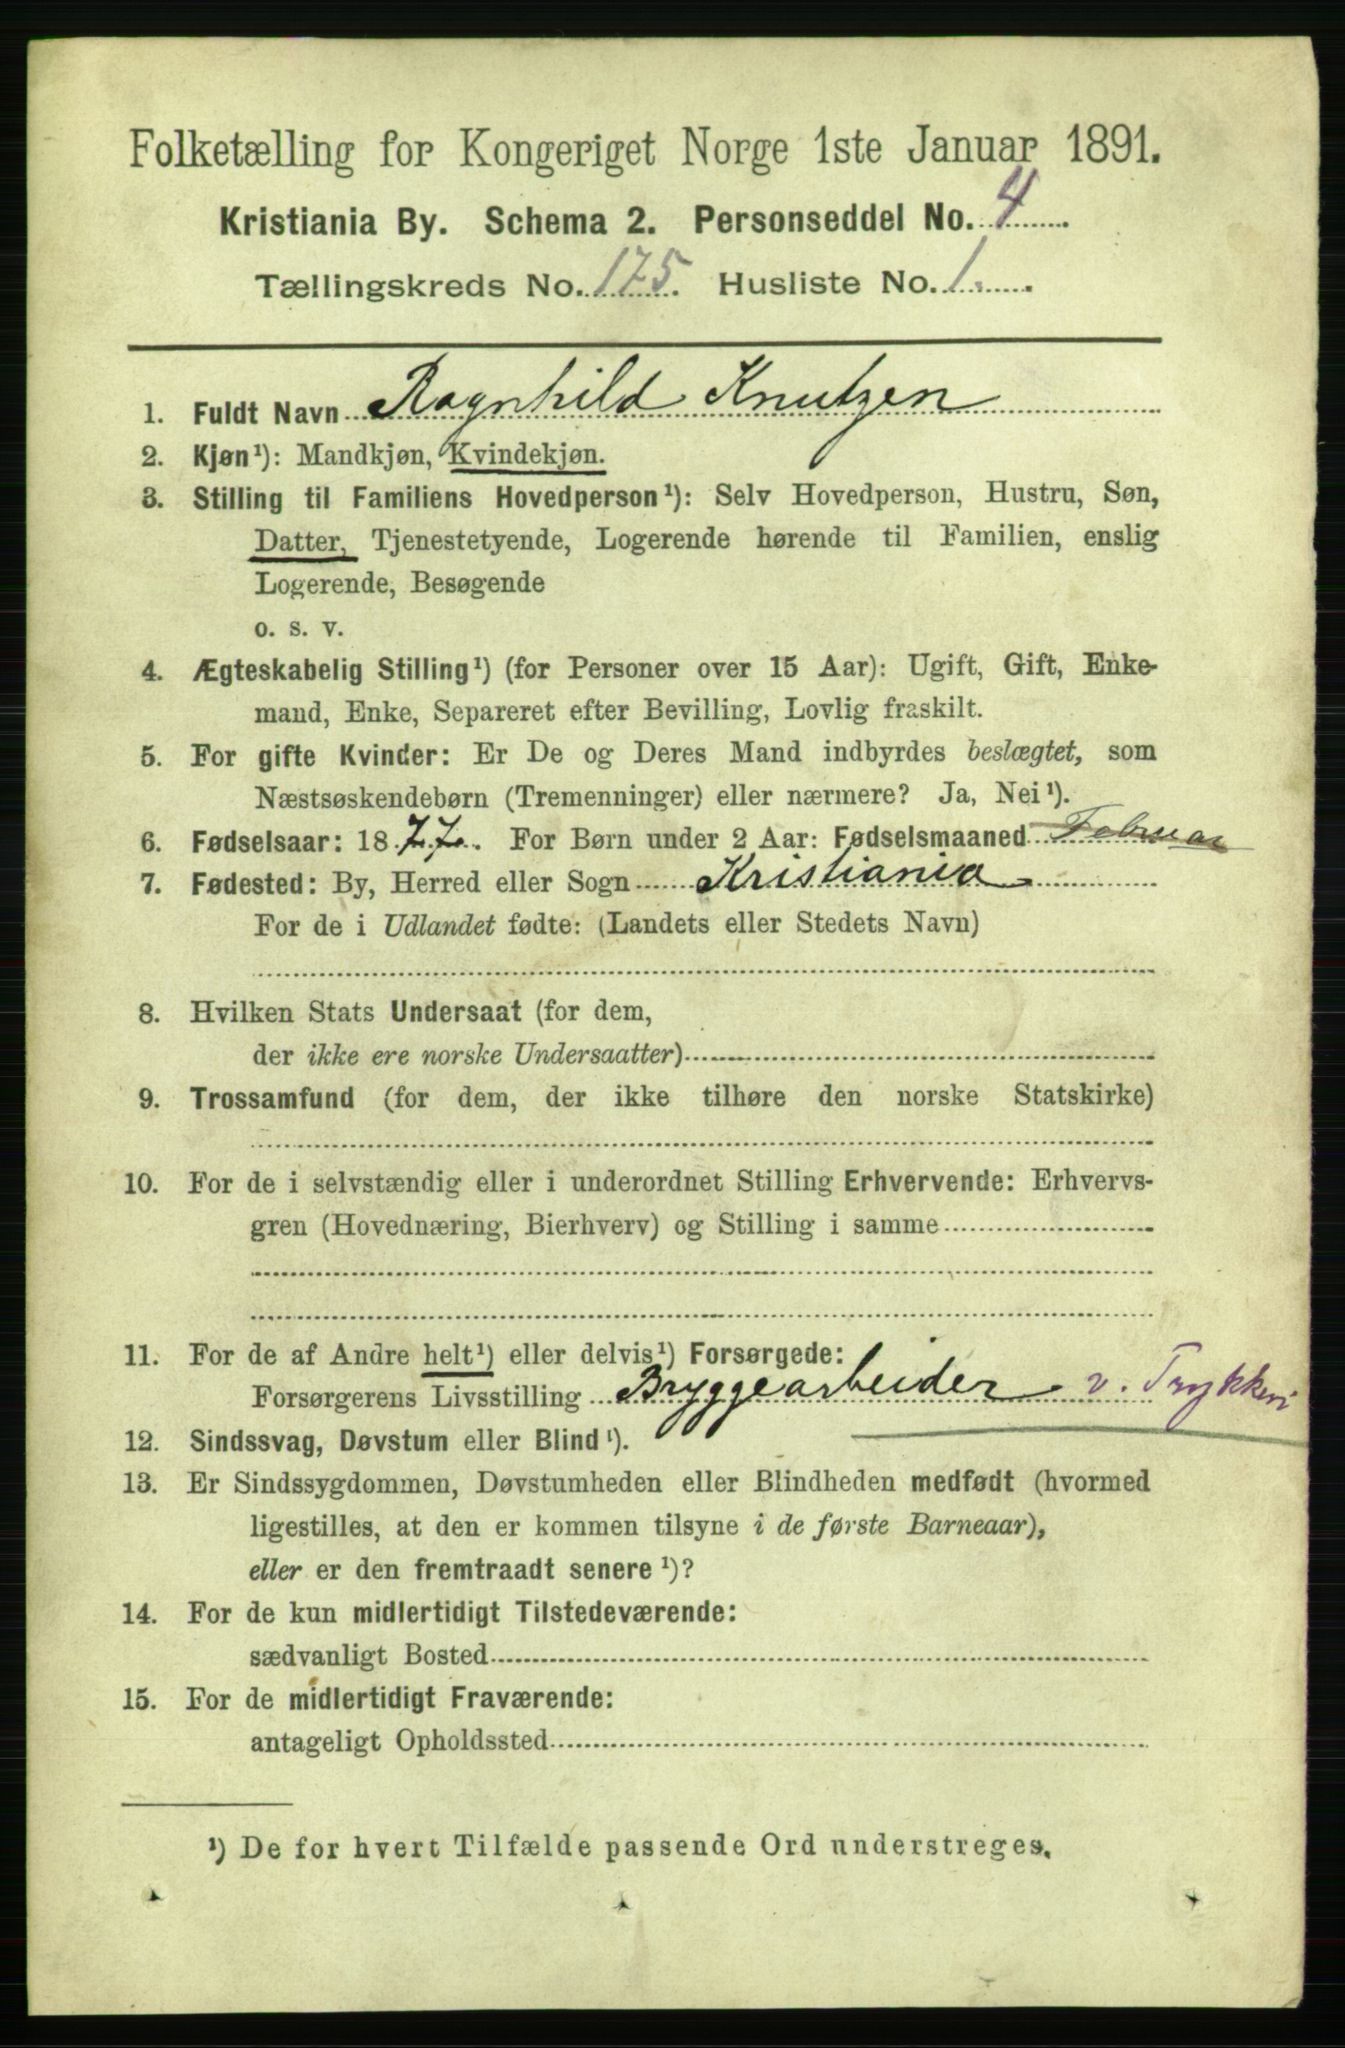 Folketælling for Kongeriget Norge 1ste Januar 1891.
Kristiania By. Schema 2. Personseddel No. 4
Tællingskreds No. 175. Husliste No. 1.
1. Fuldt Navn Ragnhild Knutzen
2. Kjøn¹): Mandkjøn, Kvindekjøn.
3. Stilling til Familiens Hovedperson¹): Selv Hovedperson, Hustru, Søn,
Datter, Tjenestetyende, Logerende hørende til Familien, enslig
Logerende, Besøgende
o. s. v.
4. Ægteskabelig Stilling¹) (for Personer over 15 Aar): Ugift, Gift, Enke-
mand, Enke, Separeret efter Bevilling, Lovlig fraskilt.
5. For gifte Kvinder: Er De og Deres Mand indbyrdes beslægtet, som
Næstsøskendebørn (Tremenninger) eller nærmere? Ja, Nei¹).
6. Fødselsaar: 1877. For Børn under 2 Aar: Fødselsmaaned Februar
7. Fødested: By, Herred eller Sogn Kristiania
For de i Udlandet fødte: (Landets eller Stedets Navn)
8. Hvilken Stats Undersaat (for dem,
der ikke ere norske Undersaatter)
9. Trossamfund (for dem, der ikke tilhøre den norske Statskirke)
10. For de i selvstændig eller i underordnet Stilling Erhvervende: Erhvervs-
gren (Hovednæring, Bierhverv) og Stilling i samme
11. For de af Andre helt¹) eller delvis¹) Forsørgede:
Forsørgerens Livsstilling Bryggearbeider v. Trykkeri
12. Sindssvag, Døvstum eller Blind¹).
13. Er Sindssygdommen, Døvstumheden eller Blindheden medfødt (hvormed
ligestilles, at den er kommen tilsyne i de første Barneaar),
eller er den fremtraadt senere¹)?
14. For de kun midlertidigt Tilstedeværende:
sædvanligt Bosted
15. For de midlertidigt Fraværende:
antageligt Opholdssted
¹) De for hvert Tilfælde passende Ord understreges.